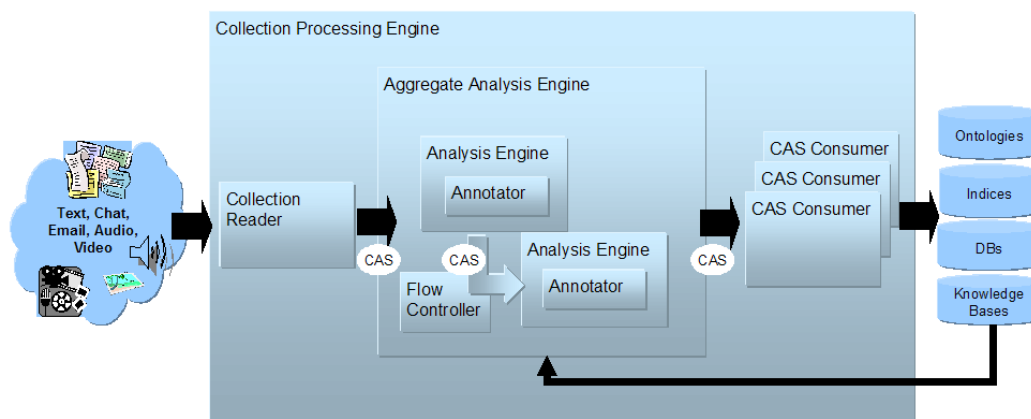 Collection Processing Engine
Aggregate Analysis Engine
Text, Chat,
Email, Audio,
Video
Collection
Reader
CAS
Analysis Engine
Annotator
CAS
Flow
Controller
Analysis Engine
Annotator
CAS
CAS Consumer
CAS Consumer
CAS Consumer
Ontologies
Indices
DBs
Knowledge
Bases